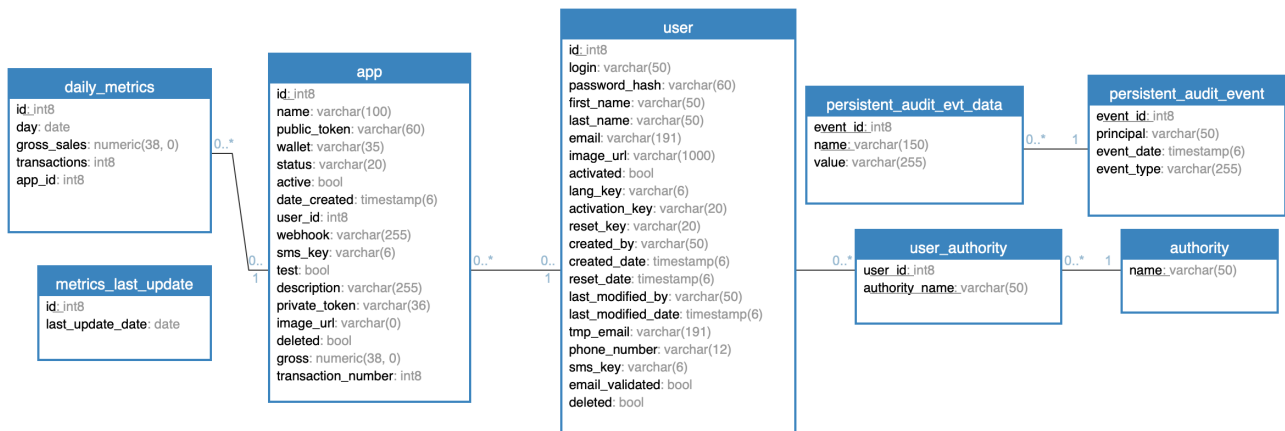 daily_metrics
id: int8
day: date
gross_sales: numeric(38, 0)
transactions: int8
app_id: int8
0..*
metrics_last_update
id: int8
last_update_date: date
0..
1
app
id: int8
name: varchar(100)
public_token: varchar(60)
wallet: varchar(35)
status: varchar(20)
active: bool
date_created: timestamp(6)
user_id: int8
webhook: varchar(255)
sms_key: varchar(6)
test: bool
description: varchar(255)
private_token: varchar(36)
image_url: varchar(0)
deleted: bool
gross: numeric(38, 0)
transaction_number: int8
0..*
0..
1
user
id: int8
login: varchar(50)
password_hash: varchar(60)
first_name: varchar(50)
last_name: varchar(50)
email: varchar(191)
image_url: varchar(1000)
activated: bool
lang_key: varchar(6)
activation_key: varchar(20)
reset_key: varchar(20)
created_by: varchar(50)
created_date: timestamp(6)
reset_date: timestamp(6)
last_modified_by: varchar(50)
last_modified_date: timestamp(6)
tmp_email: varchar(191)
phone_number: varchar(12)
sms_key: varchar(6)
email_validated: bool
deleted: bool
persistent_audit_evt_data
event_id: int8
name: varchar(150)
value: varchar(255)
0..*
1
persistent_audit_event
event_id: int8
principal: varchar(50)
event_date: timestamp(6)
event_type: varchar(255)
0..*
user_authority
user_id: int8
authority_name: varchar(50)
0..*
1
authority
name: varchar(50)